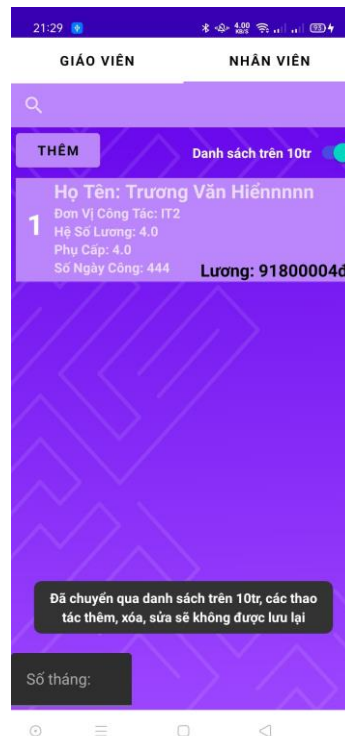 21:29
4.00
KB/S
93
GIÁO VIÊN
NHÂN VIÊN
THÊM
Danh sách trên 10tr
Họ Tên: Trương Văn Hiểnnnnn
1
Đơn Vị Công Tác: IT2
Hệ Số Lương: 4.0
Phụ Cấp: 4.0
Số Ngày Công: 444
Lương: 91800004đ
Đã chuyển qua danh sách trên 10tr, các thao
tác thêm, xóa, sửa sẽ không được lưu lại
Số tháng: